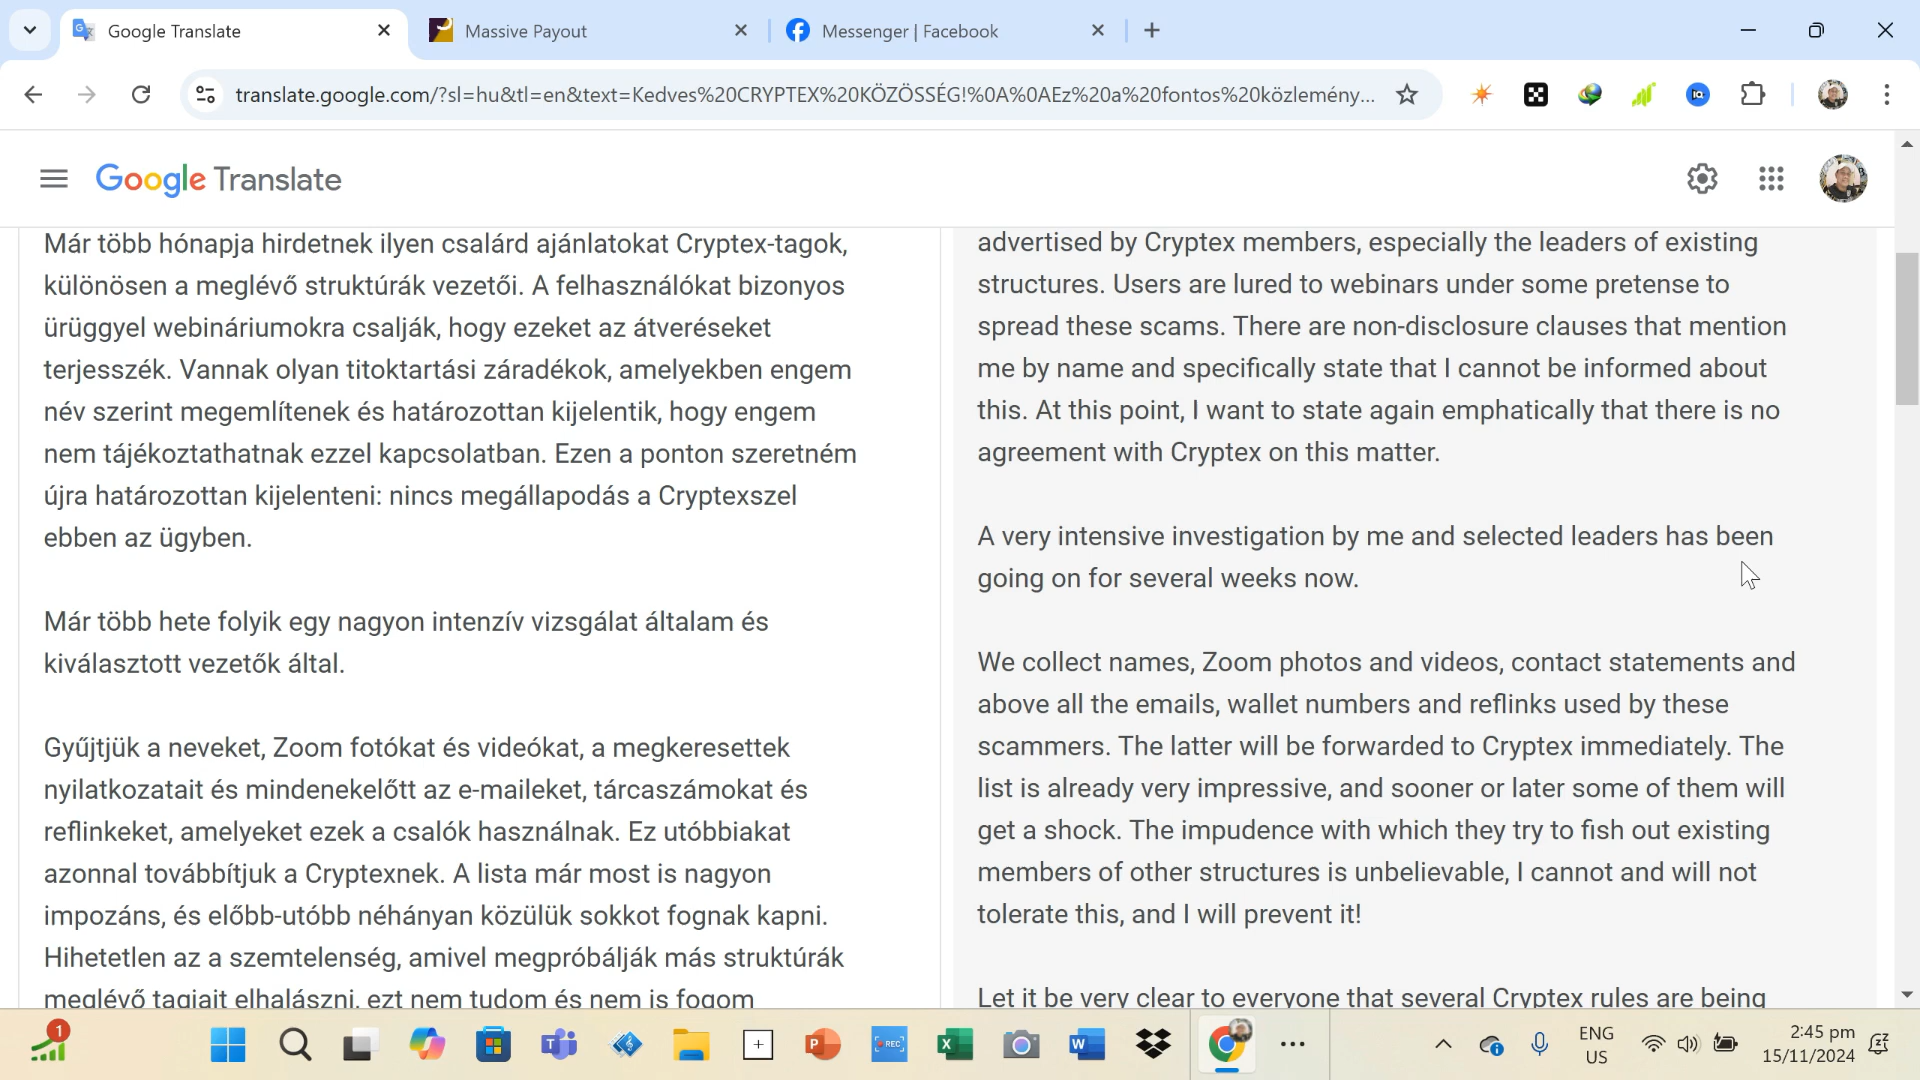 Google Translate
Massive Payout
Messenger | Facebook
translate.google.com/?sl=hu&tl=en&text=Kedves%20CRYPTEX%20KÖZÖSSÉG!%0A%0AEz%20a%20fontos%20közlemény...
Google Translate
Már több hónapja hirdetnek ilyen csalárd ajánlatokat Cryptex-tagok,
különösen a meglévő struktúrák vezetői. A felhasználókat bizonyos
ürüggyel webináriumokra csalják, hogy ezeket az átveréseket
terjesszék. Vannak olyan titoktartási záradékok, amelyekben engem
név szerint megemlítenek és határozottan kijelentik, hogy engem
nem tájékoztathatnak ezzel kapcsolatban. Ezen a ponton szeretném
újra határozottan kijelenteni: nincs megállapodás a Cryptexszel
ebben az ügyben.
Már több hete folyik egy nagyon intenzív vizsgálat általam és
kiválasztott vezetők által.
Gyűjtjük a neveket, Zoom fotókat és videókat, a megkeresettek
nyilatkozatait és mindenekelőtt az e-maileket, tárcaszámokat és
reflinkeket, amelyeket ezek a csalók használnak. Ez utóbbiakat
azonnal továbbítjuk a Cryptexnek. A lista már most is nagyon
impozáns, és előbb-utóbb néhányan közülük sokkot fognak kapni.
Hihetetlen az a szemtelenség, amivel megpróbálják más struktúrák
meglévő tagjait elhalászni, ezt nem tudom és nem is fogom
advertised by Cryptex members, especially the leaders of existing
structures. Users are lured to webinars under some pretense to
spread these scams. There are non-disclosure clauses that mention
me by name and specifically state that I cannot be informed about
this. At this point, I want to state again emphatically that there is no
agreement with Cryptex on this matter.
A very intensive investigation by me and selected leaders has been
going on for several weeks now.
We collect names, Zoom photos and videos, contact statements and
above all the emails, wallet numbers and reflinks used by these
scammers. The latter will be forwarded to Cryptex immediately. The
list is already very impressive, and sooner or later some of them will
get a shock. The impudence with which they try to fish out existing
members of other structures is unbelievable, I cannot and will not
tolerate this, and I will prevent it!
Let it be very clear to everyone that several Cryptex rules are being
1
REC
ENG
US
2:45 pm
15/11/2024